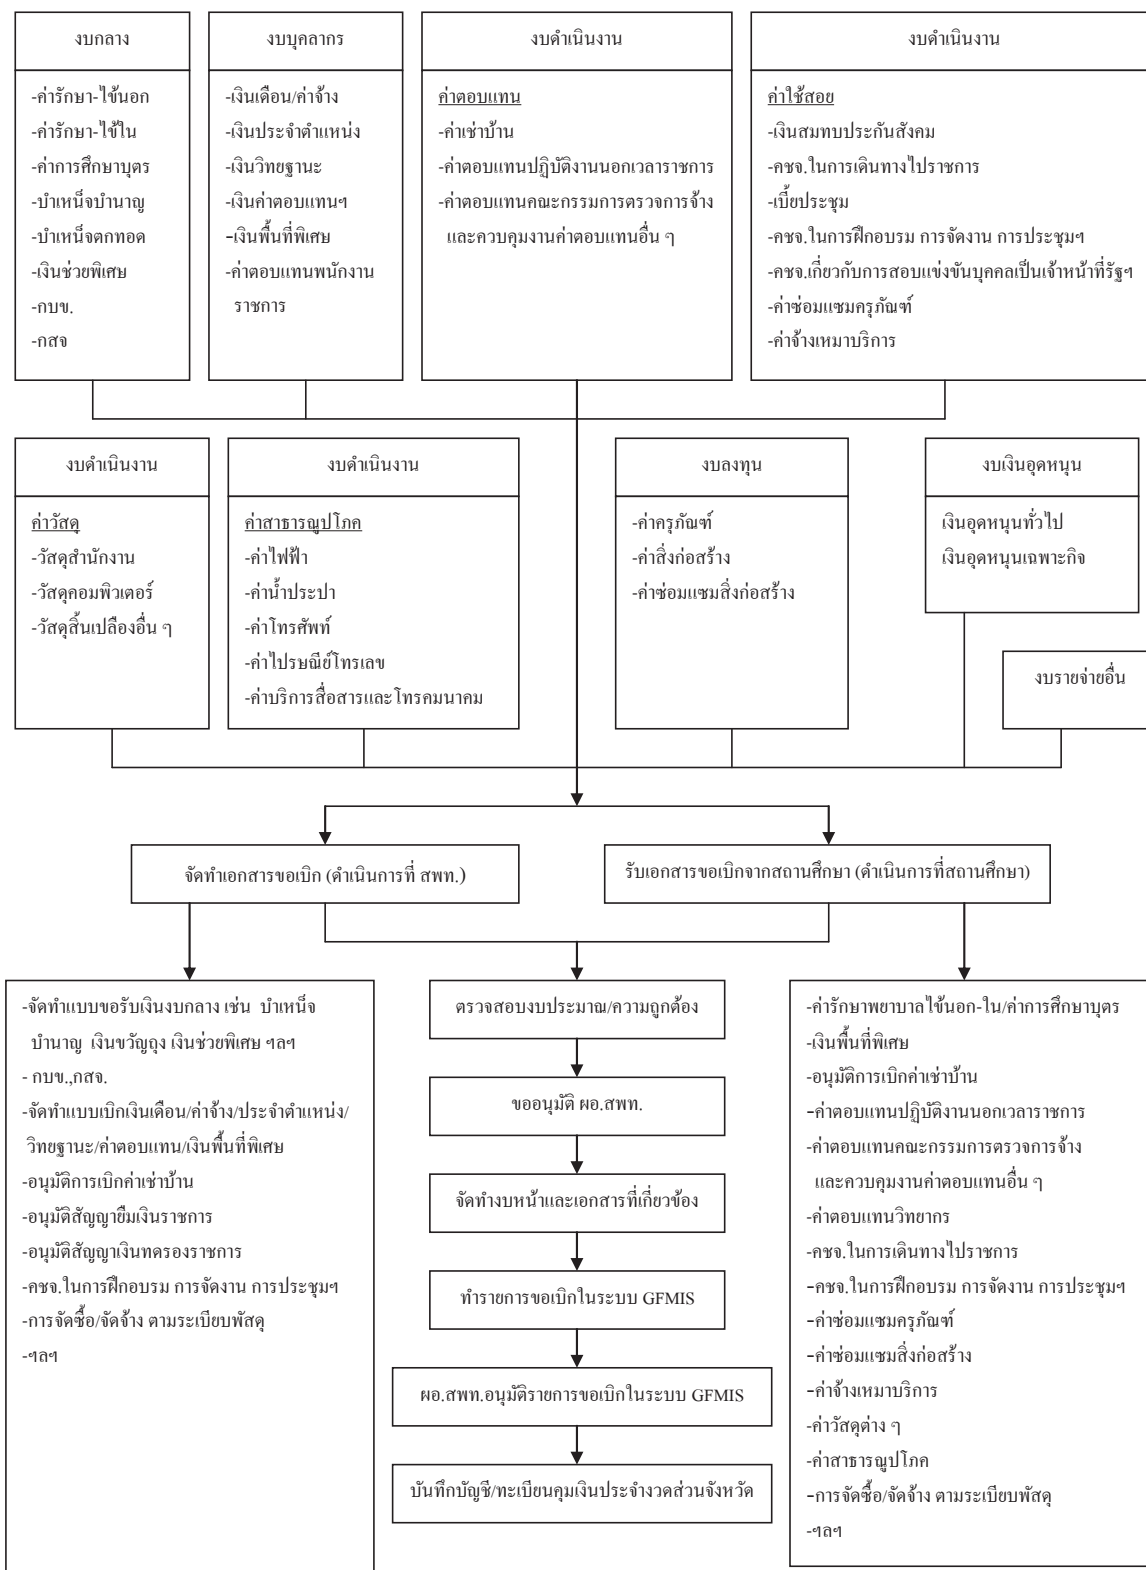 งบกลาง
-ค่ารักษา-ไข้นอก
-ค่ารักษา-ไข้ใน
-ค่าการศึกษาบุตร
-บำเหน็จบำนาญ
-บำเหน็จตกทอด
-เงินช่วยพิเศษ
-กบข.
-กสจ
งบบุคลากร
-เงินเดือน/ค่าจ้าง
-เงินประจำตำแหน่ง
-เงินวิทยฐานะ
-เงินค่าตอบแทนฯ
-เงินพื้นที่พิเศษ
-ค่าตอบแทนพนักงาน
ราชการ
งบดำเนินงาน
ค่าตอบแทน
-ค่าเช่าบ้าน
-ค่าตอบแทนปฏิบัติงานนอกเวลาราชการ
-ค่าตอบแทนคณะกรรมการตรวจการจ้าง
และควบคุมงานค่าตอบแทนอื่น ๆ
งบดำเนินงาน
ค่าใช้สอย
-เงินสมทบประกันสังคม
-คชจ.ในการเดินทางไปราชการ
-เบี้ยประชุม
-คชจ.ในการฝึกอบรม การจัดงาน การประชุมฯ
-คชจ.เกี่ยวกับการสอบแข่งขันบุคคลเป็นเจ้าหน้าที่รัฐฯ
-ค่าซ่อมแซมครุภัณฑ์
-ค่าจ้างเหมาบริการ
งบดำเนินงาน
ค่าวัสดุ
-วัสดุสำนักงาน
-วัสดุคอมพิวเตอร์
-วัสดุสิ้นเปลืองอื่น ๆ
งบดำเนินงาน
ค่าสาธารณูปโภค
-ค่าไฟฟ้า
-ค่าน้ำประปา
-ค่าโทรศัพท์
-ค่าไปรษณีย์โทรเลข
-ค่าบริการสื่อสารและโทรคมนาคม
งบลงทุน
-ค่าครุภัณฑ์
-ค่าสิ่งก่อสร้าง
-ค่าซ่อมแซมสิ่งก่อสร้าง
งบเงินอุดหนุน
เงินอุดหนุนทั่วไป
เงินอุดหนุนเฉพาะกิจ
งบรายจ่ายอื่น
จัดทำเอกสารขอเบิก (ดำเนินการที่ สพท.)
รับเอกสารขอเบิกจากสถานศึกษา (ดำเนินการที่สถานศึกษา)
-จัดทำแบบขอรับเงินงบกลาง เช่น บำเหน็จ
บำนาญ เงินขวัญถุง เงินช่วยพิเศษ ฯลฯ
- กบข.,กสจ.
-จัดทำแบบเบิกเงินเดือน/ค่าจ้าง/ประจำตำแหน่ง/
วิทยฐานะ/ค่าตอบแทน/เงินพื้นที่พิเศษ
-อนุมัติการเบิกค่าเช่าบ้าน
-อนุมัติสัญญายืมเงินราชการ
-อนุมัติสัญญาเงินทดรองราชการ
-คชจ.ในการฝึกอบรม การจัดงาน การประชุมฯ
-การจัดซื้อ/จัดจ้าง ตามระเบียบพัสดุ
-ฯลฯ
ตรวจสอบงบประมาณ/ความถูกต้อง
ขออนุมัติ ผอ.สพท.
จัดทำงบหน้าและเอกสารที่เกี่ยวข้อง
ทำรายการขอเบิกในระบบ GFMIS
ผอ.สพท.อนุมัติรายการขอเบิกในระบบ GFMIS
บันทึกบัญชี/ทะเบียนคุมเงินประจำงวดส่วนจังหวัด
-ค่ารักษาพยาบาลไข้นอก-ใน/ค่าการศึกษาบุตร
-เงินพื้นที่พิเศษ
-อนุมัติการเบิกค่าเช่าบ้าน
-ค่าตอบแทนปฏิบัติงานนอกเวลาราชการ
-ค่าตอบแทนคณะกรรมการตรวจการจ้าง
และควบคุมงานค่าตอบแทนอื่น ๆ
-ค่าตอบแทนวิทยากร
-คชจ.ในการเดินทางไปราชการ
-คชจ.ในการฝึกอบรม การจัดงาน การประชุมฯ
-ค่าซ่อมแซมครุภัณฑ์
-ค่าซ่อมแซมสิ่งก่อสร้าง
-ค่าจ้างเหมาบริการ
-ค่าวัสดุต่าง ๆ
-ค่าสาธารณูปโภค
-การจัดซื้อ/จัดจ้าง ตามระเบียบพัสดุ
-ฯลฯ